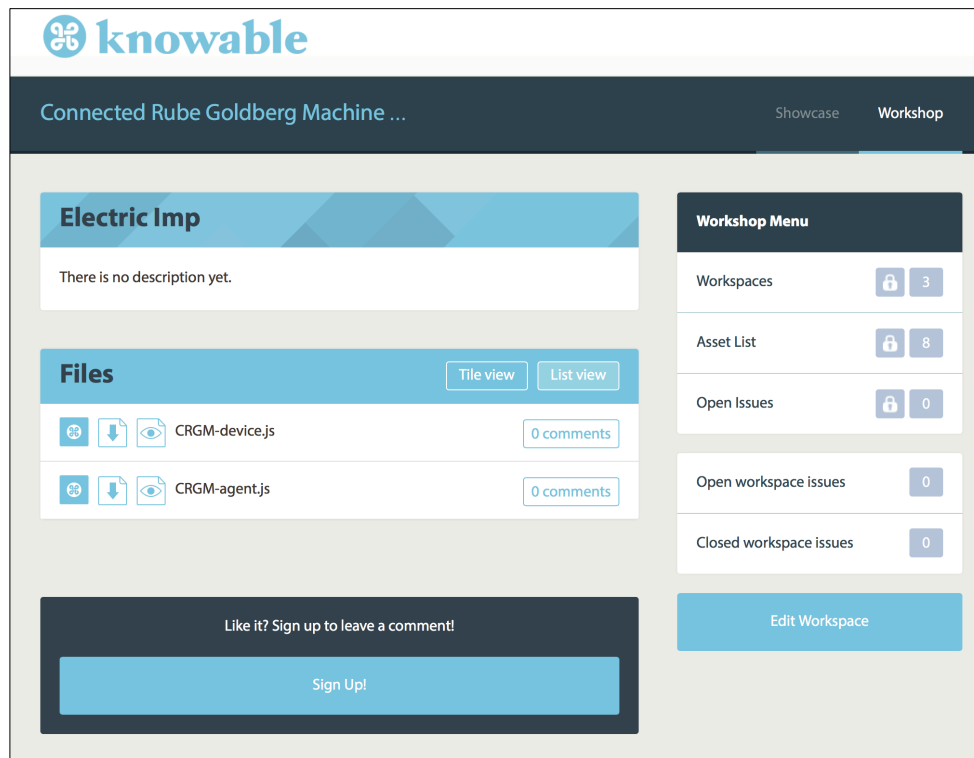 knowable
Connected Rube Goldberg Machine ...
Showcase
Workshop
Electric Imp
There is no description yet.
Files
Tile view
List view
CRGM-device.js
0 comments
CRGM-agent.js
0 comments
Like it? Sign up to leave a comment!
Sign Up!
Workshop Menu
Workspaces
3
Asset List
8
Open Issues
0
Open workspace issues
0
Closed workspace issues
0
Edit Workspace